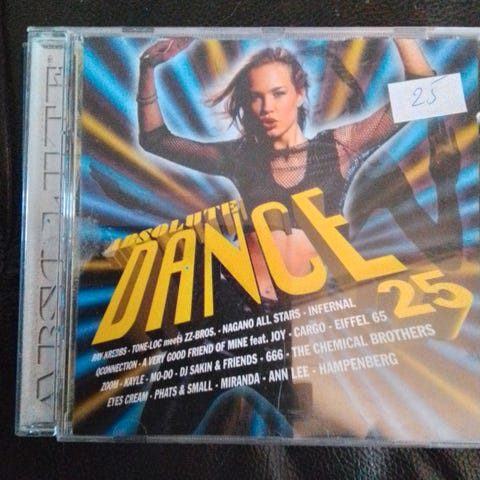 ABSOLUTE
25
ABSOLUTE
DANCE
25
TONE-LOC meets ZZ-BROS. - NAGANO ALL STARS - INFERNAL
QCONNECTION - A VERY GOOD FRIEND OF MINE feat. JOY - CARGO - EIFFEL 65
ZOOM - KAYLE - MO-DO - DJ SAKIN & FRIENDS - 666 - THE CHEMICAL BROTHERS
EYES CREAM - PHATS & SMALL - MIRANDA - ANN LEE - HAMPENBERG